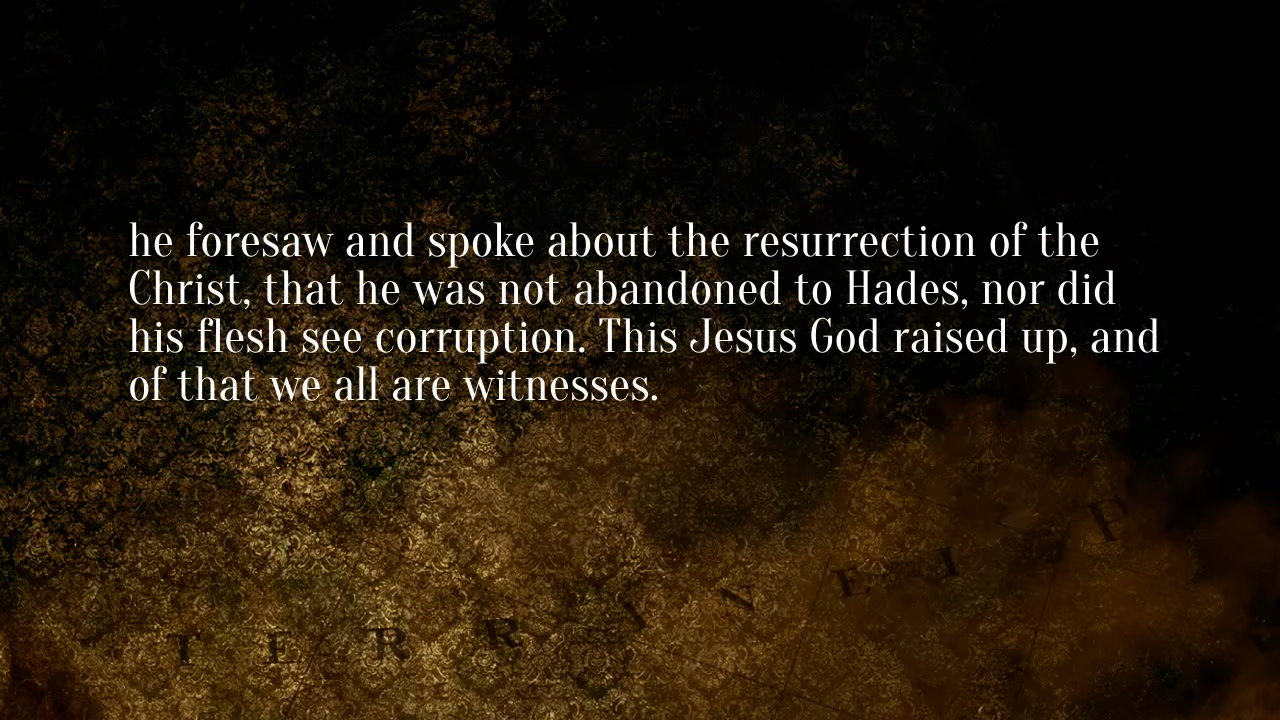 he foresaw and spoke about the resurrection of the
Christ, that he was not abandoned to Hades, nor did
his flesh see corruption. This Jesus God raised up, and
of that we all are witnesses.
T E R R I N E I P